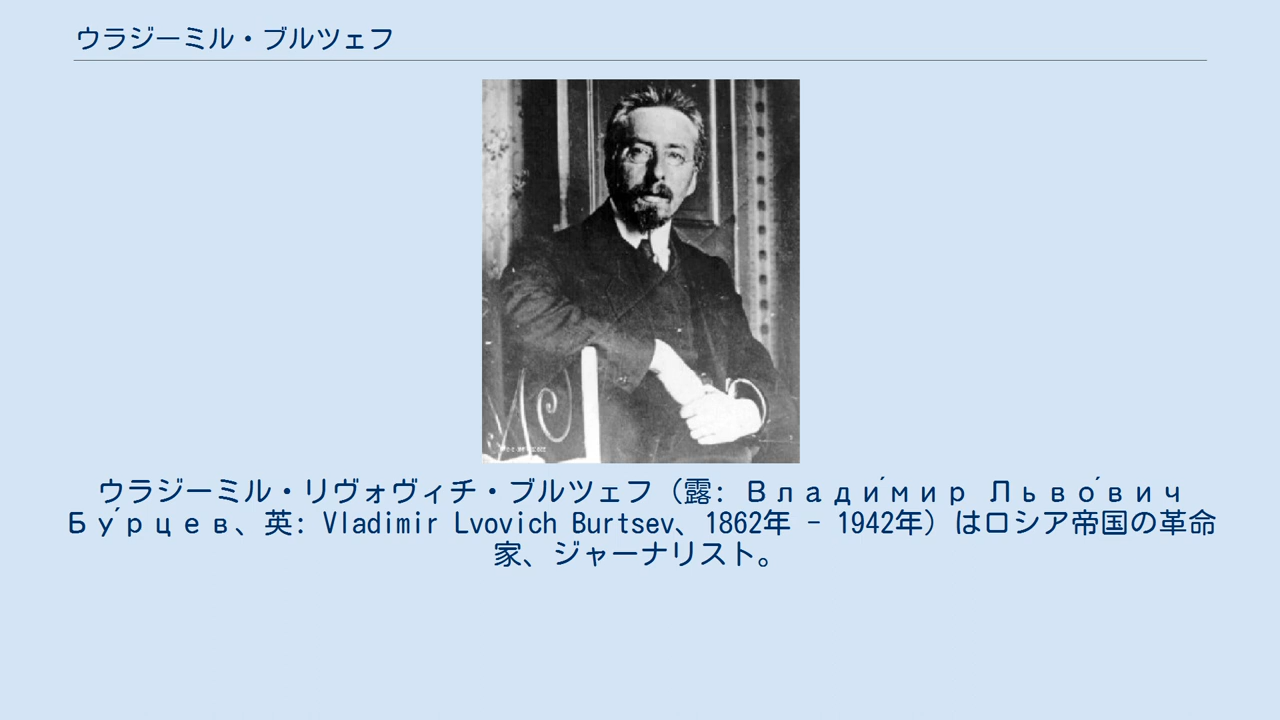 ウラジーミル・ブルツェフ
ウラジーミル・リヴォヴィチ・ブルツェフ（露: Влади́мир Льво́вич
Бу́рцев、英: Vladimir Lvovich Burtsev、1862年 - 1942年）はロシア帝国の革命
家、ジャーナリスト。